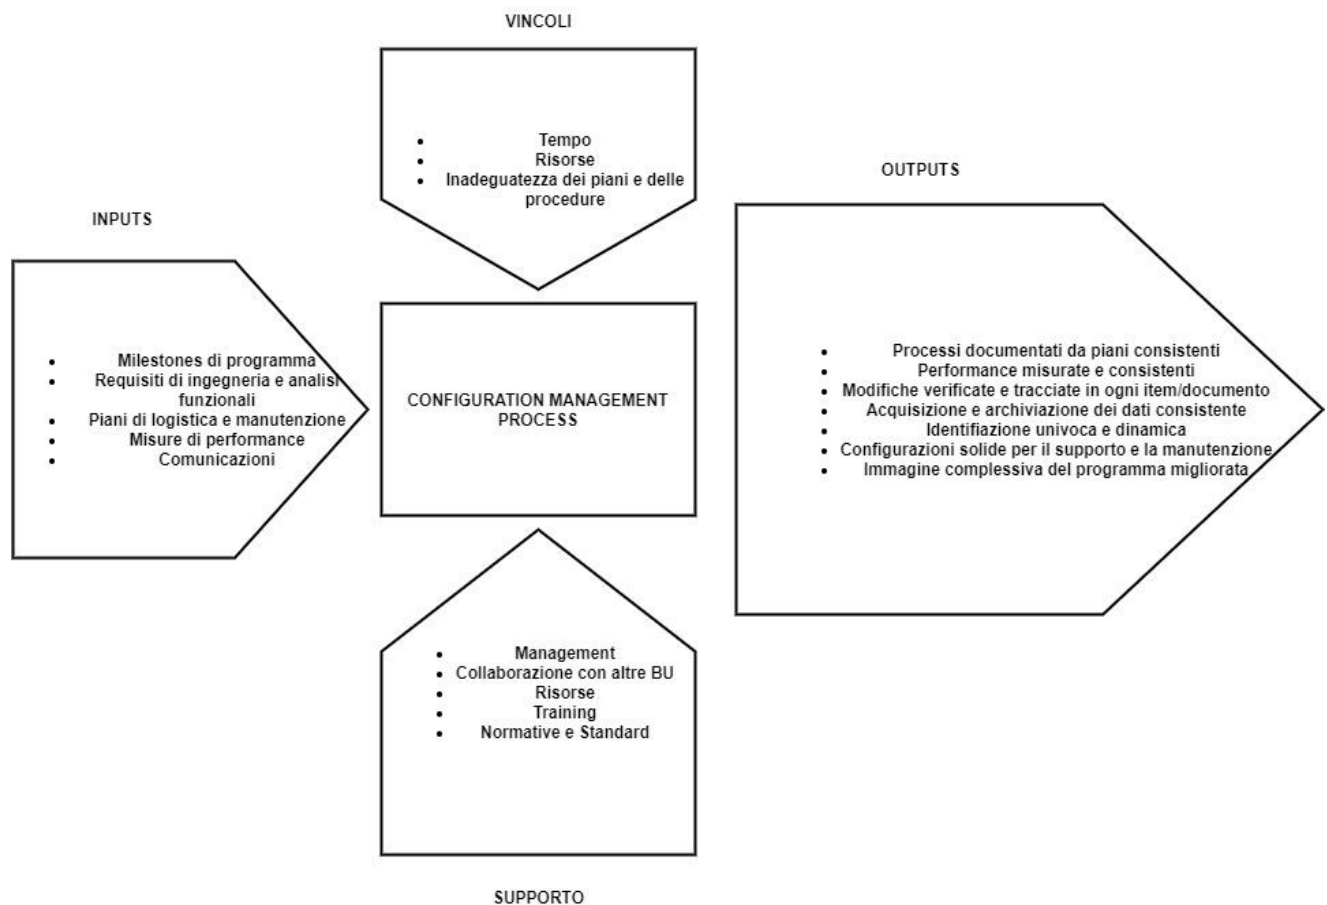 VINCOLI
Tempo
Risorse
Inadeguatezza dei piani e delle
procedure
OUTPUTS
INPUTS
Milestones di programma
Requisiti di ingegneria e analisi
funzionali
Piani di logistica e manutenzione
Misure di performance
Comunicazioni
CONFIGURATION MANAGEMENT
PROCESS
Processi documentati da piani consistenti
Performance misurate e consistenti
Modifiche verificate e tracciate in ogni item/documento
Acquisizione e archiviazione dei dati consistente
Identifiazione univoca e dinamica
Configurazioni solide per il supporto e la manutenzione
Immagine complessiva del programma migliorata
Management
Collaborazione con altre BU
Risorse
Training
Normative e Standard
SUPPORTO